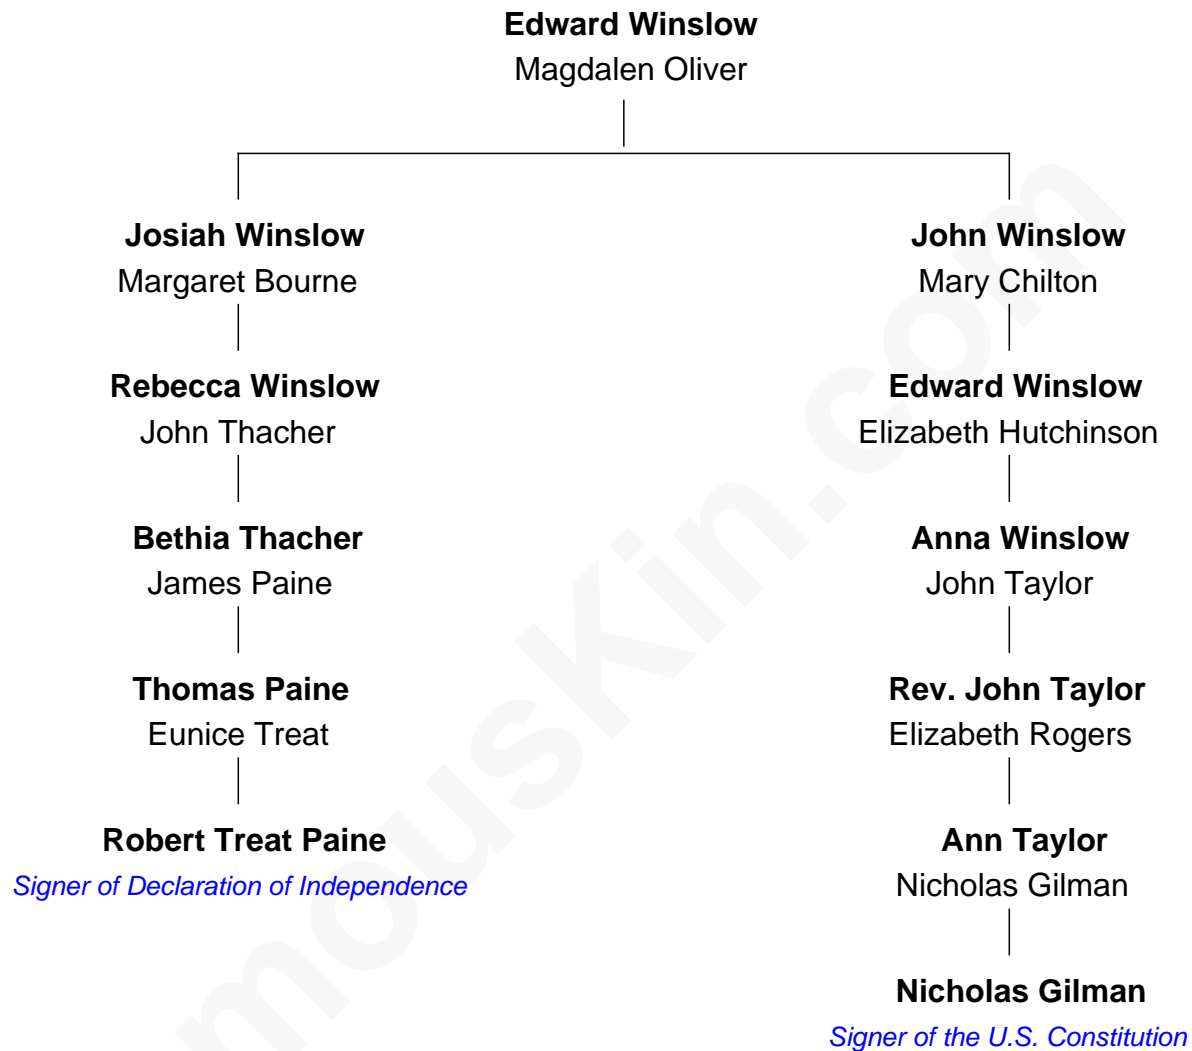 Edward Winslow
Magdalen Oliver
Josiah Winslow
Margaret Bourne
John Winslow
Mary Chilton
Rebecca Winslow
John Thacher
Edward Winslow
Elizabeth Hutchinson
Bethia Thacher
James Paine
Anna Winslow
John Taylor
Thomas Paine
Eunice Treat
Rev. John Taylor
Elizabeth Rogers
Robert Treat Paine
Signer of Declaration of Independence
Ann Taylor
Nicholas Gilman
Nicholas Gilman
Signer of the U.S. Constitution
mouskin.com